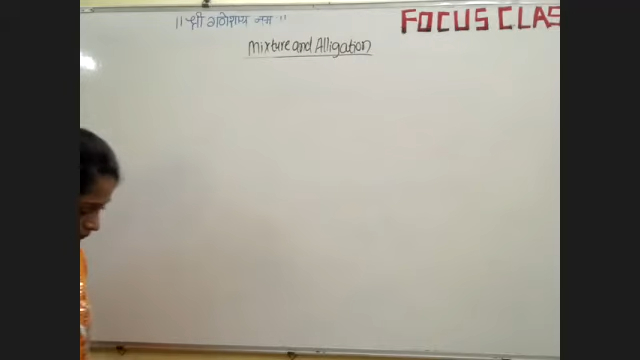 ।। श्री गणेशाय नमः ।।
FOCUS CLAS
Mixture and Alligation